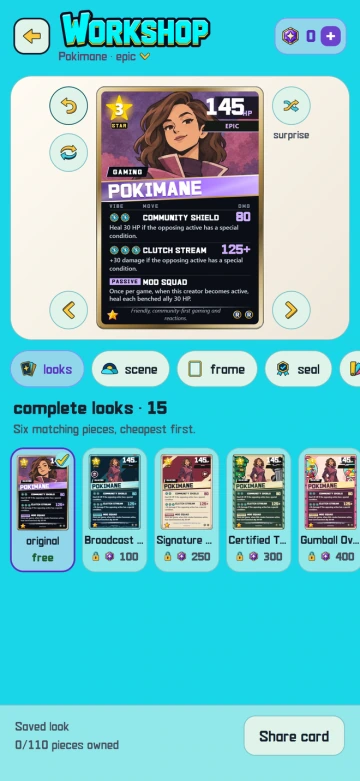 WORKSHOP
Pokimane · epic
0
3
STAR
145HP
EPIC
surprise
GAMING
POKIMANE
VIBE MOVE DMG
COMMUNITY SHIELD 80
Heal 30 HP if the opposing active has a special
condition.
CLUTCH STREAM 125+
+30 damage if the opposing active has a special
condition.
PASSIVE MOD SQUAD
Once per game, when this creator becomes active,
heal each benched ally 30 HP.
Friendly, community-first gaming and
reactions.
R R
looks
scene
frame
seal
complete looks · 15
Six matching pieces, cheapest first.
original
free
Broadcast ...
100
Signature ...
250
Certified T...
300
Gumball Ov...
400
Saved look
0/110 pieces owned
Share card